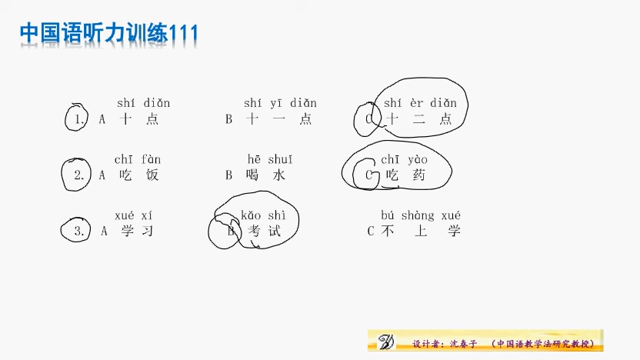 中国语听力训练111
shí diǎn shí yī diǎn shí èr diǎn
1. A 十 点 B 十 一 点 C 十 二 点
chī fàn hē shuǐ chī yào
2. A 吃 饭 B 喝 水 C 吃 药
xué xí kǎo shì bú shàng xué
3. A 学 习 B 考 试 C 不 上 学
设计者：沈春子 （中国语教学法研究教授）